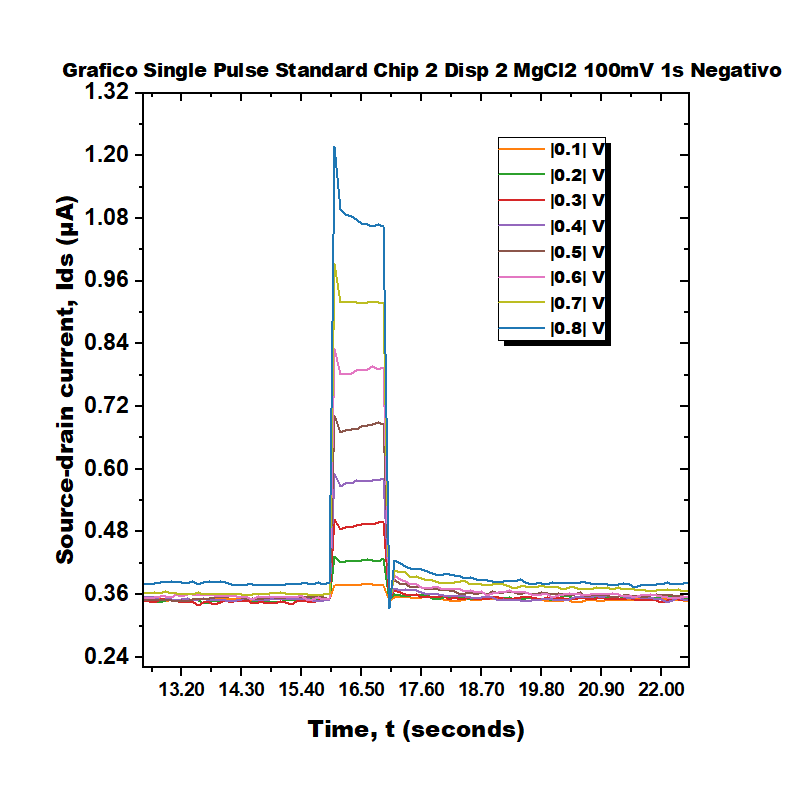 Grafico Single Pulse Standard Chip 2 Disp 2 MgCl2 100mV 1s Negativo
1.32
1.20
1.08
0.96
0.84
0.72
0.60
0.48
0.36
0.24
Source-drain current, Ids (µA)
|0.1| V
|0.2| V
|0.3| V
|0.4| V
|0.5| V
|0.6| V
|0.7| V
|0.8| V
13.20 14.30 15.40 16.50 17.60 18.70 19.80 20.90 22.00
Time, t (seconds)